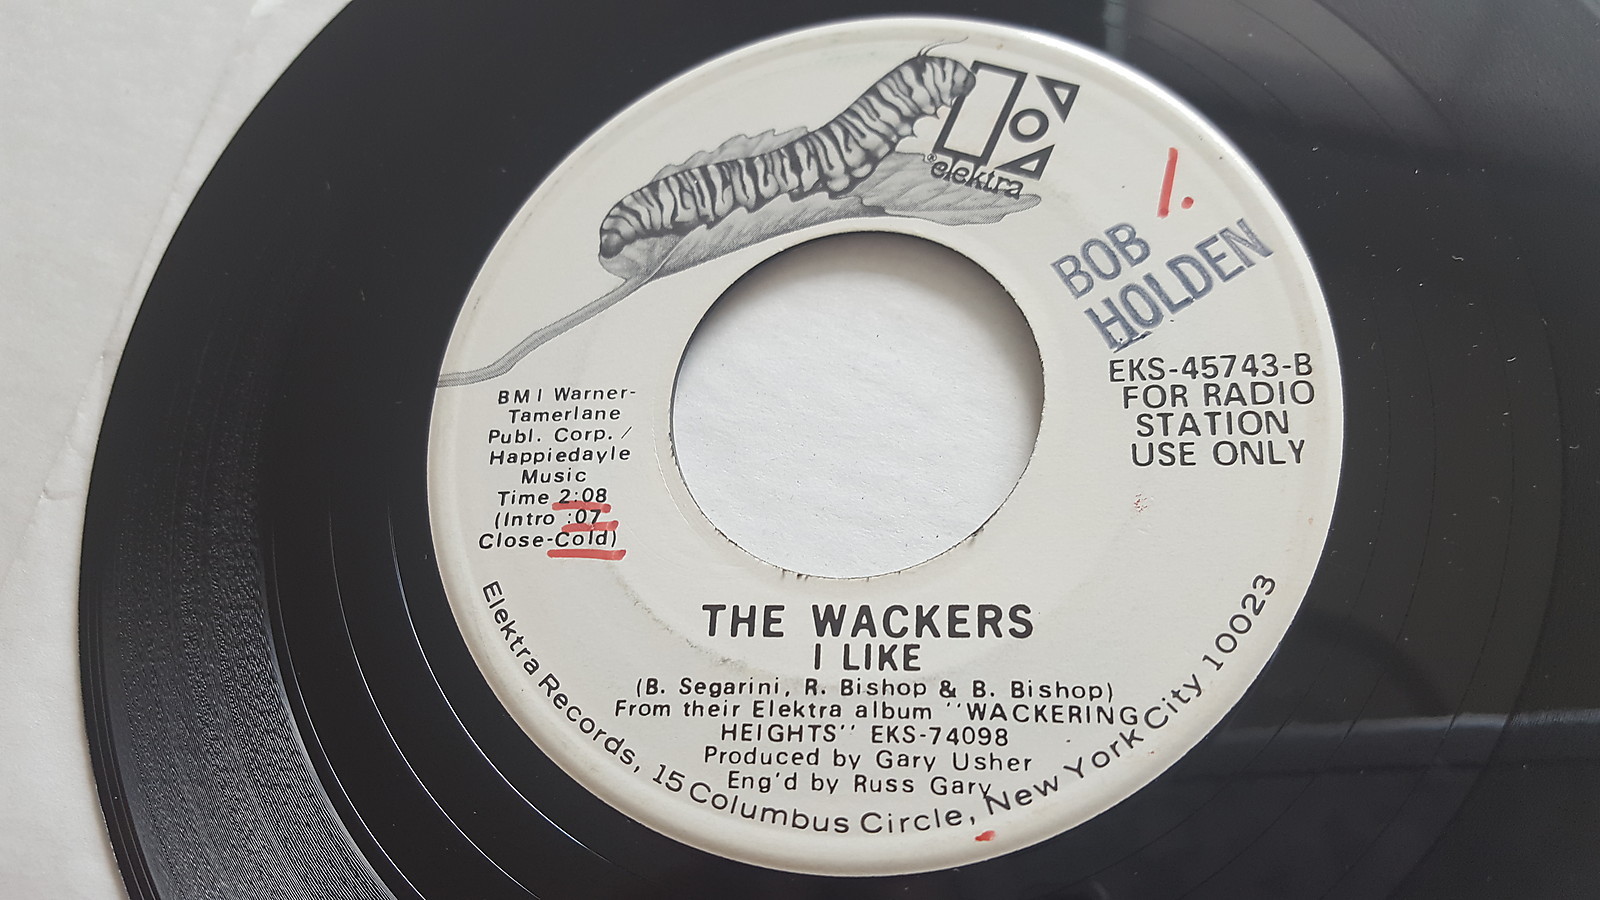 ®elektra
1.
BOB
HOLDEN
EKS-45743-B
FOR RADIO
STATION
USE ONLY
BMI Warner-
Tamerlane
Publ. Corp. /
Happiedayle
Music
Time 2:08
(Intro :07
Close-Cold)
THE WACKERS
I LIKE
(B. Segarini, R. Bishop & B. Bishop)
From their Elektra album "WACKERING
HEIGHTS" EKS-74098
Produced by Gary Usher
Eng'd by Russ Gary
Elektra Records, 15 Columbus Circle, New York City 10023